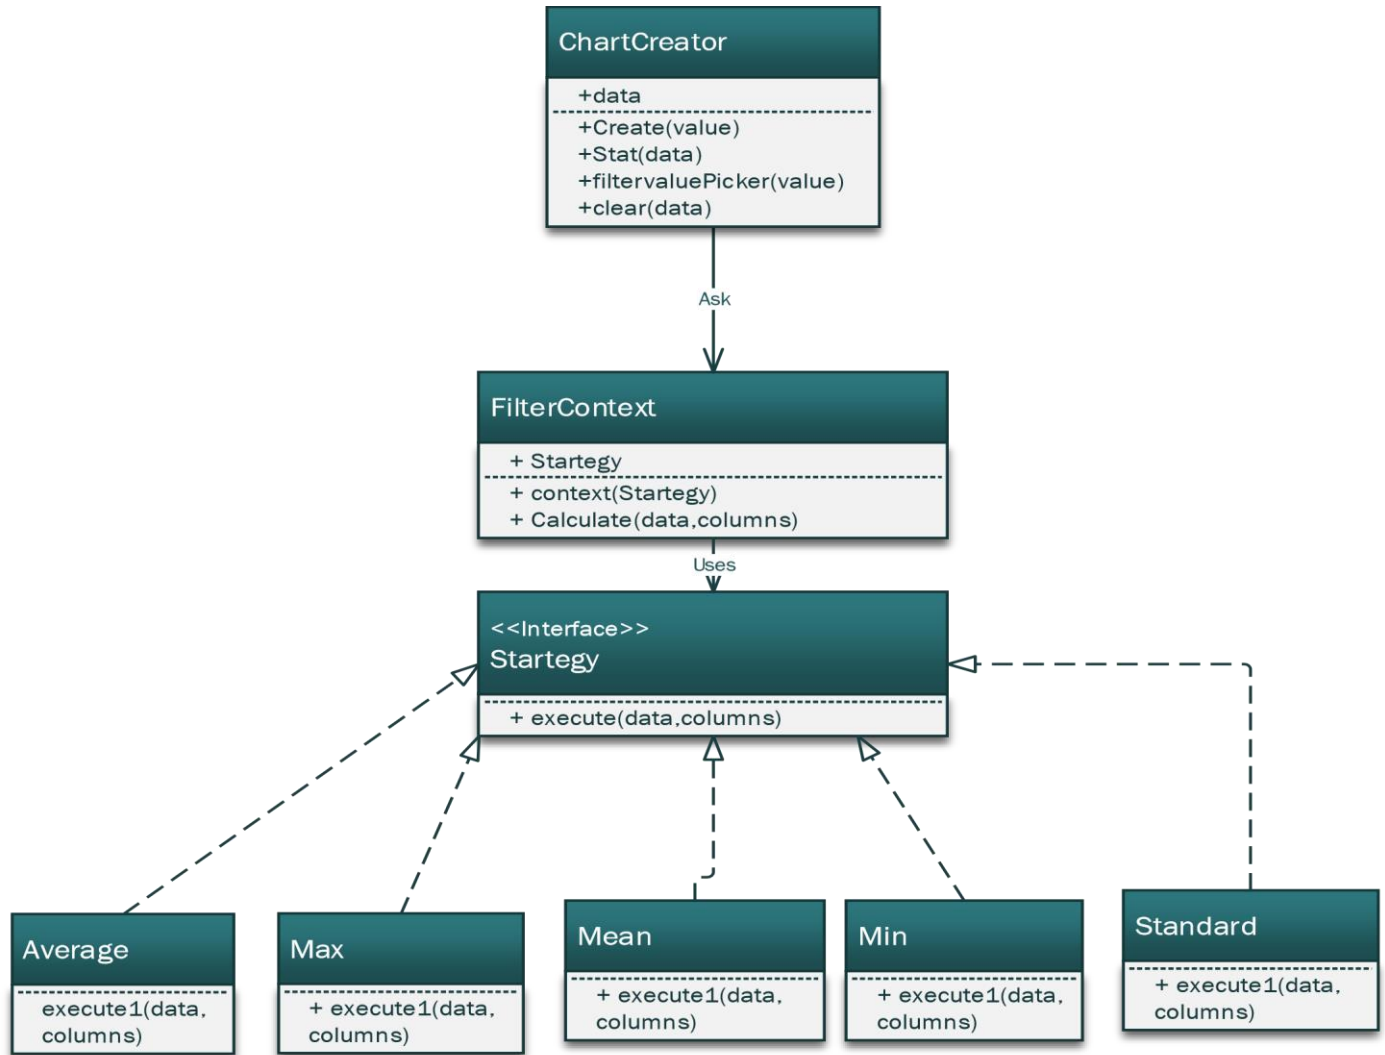 ChartCreator
+data
+Create(value)
+Stat(data)
+filtervaluePicker(value)
+clear(data)
Ask
FilterContext
+ Startegy
+ context(Startegy)
+ Calculate(data,columns)
Uses
<<Interface>>
Startegy
+ execute(data,columns)
Average
execute1(data,
columns)
Max
+ execute1(data,
columns)
Mean
+ execute1(data,
columns)
Min
+ execute1(data,
columns)
Standard
+ execute1(data,
columns)